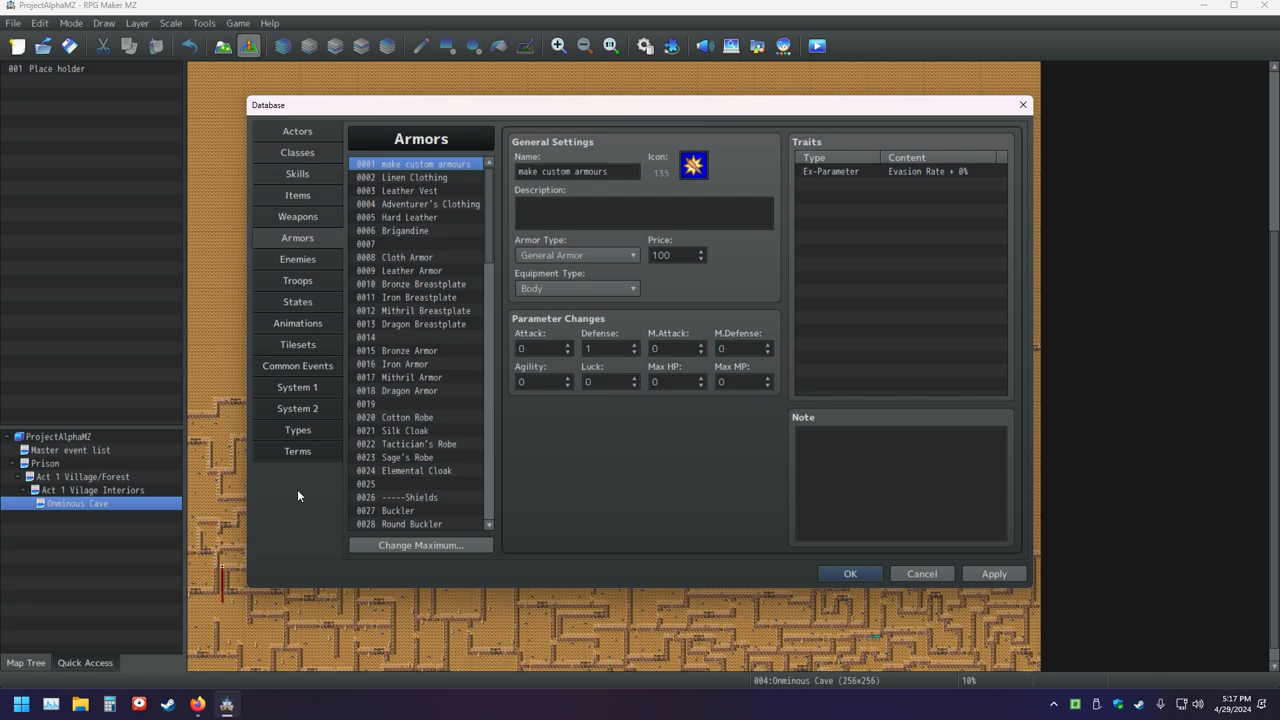 ProjectAlphaMZ - RPG Maker MZ
File Edit Mode Draw Layer Scale Tools Game Help
001 Place holder
Database
Actors
Classes
Skills
Items
Weapons
Armors
Enemies
Troops
States
Animations
Tilesets
Common Events
System 1
System 2
Types
Terms
Armors
0001 make custom armours
0002 Linen Clothing
0003 Leather Vest
0004 Adventurer's Clothing
0005 Hard Leather
0006 Brigandine
0007
0008 Cloth Armor
0009 Leather Armor
0010 Bronze Breastplate
0011 Iron Breastplate
0012 Mithril Breastplate
0013 Dragon Breastplate
0014
0015 Bronze Armor
0016 Iron Armor
0017 Mithril Armor
0018 Dragon Armor
0019
0020 Cotton Robe
0021 Silk Cloak
0022 Tactician's Robe
0023 Sage's Robe
0024 Elemental Cloak
0025
0026 -----Shields
0027 Buckler
0028 Round Buckler
Change Maximum...
General Settings
Name: Icon:
make custom armours 135
Description:
Armor Type: Price:
General Armor 100
Equipment Type:
Body
Parameter Changes
Attack: Defense: M.Attack: M.Defense:
0 1 0 0
Agility: Luck: Max HP: Max MP:
0 0 0 0
Traits
Type Content
Ex-Parameter Evasion Rate + 0%
Note
OK Cancel Apply
ProjectAlphaMZ
Master event list
Prison
Act 1 Village/Forest
Act 1 Vilage Interiors
Onminous Cave
Map Tree Quick Access
004:Onminous Cave (256x256) 10%
5:17 PM
4/29/2024